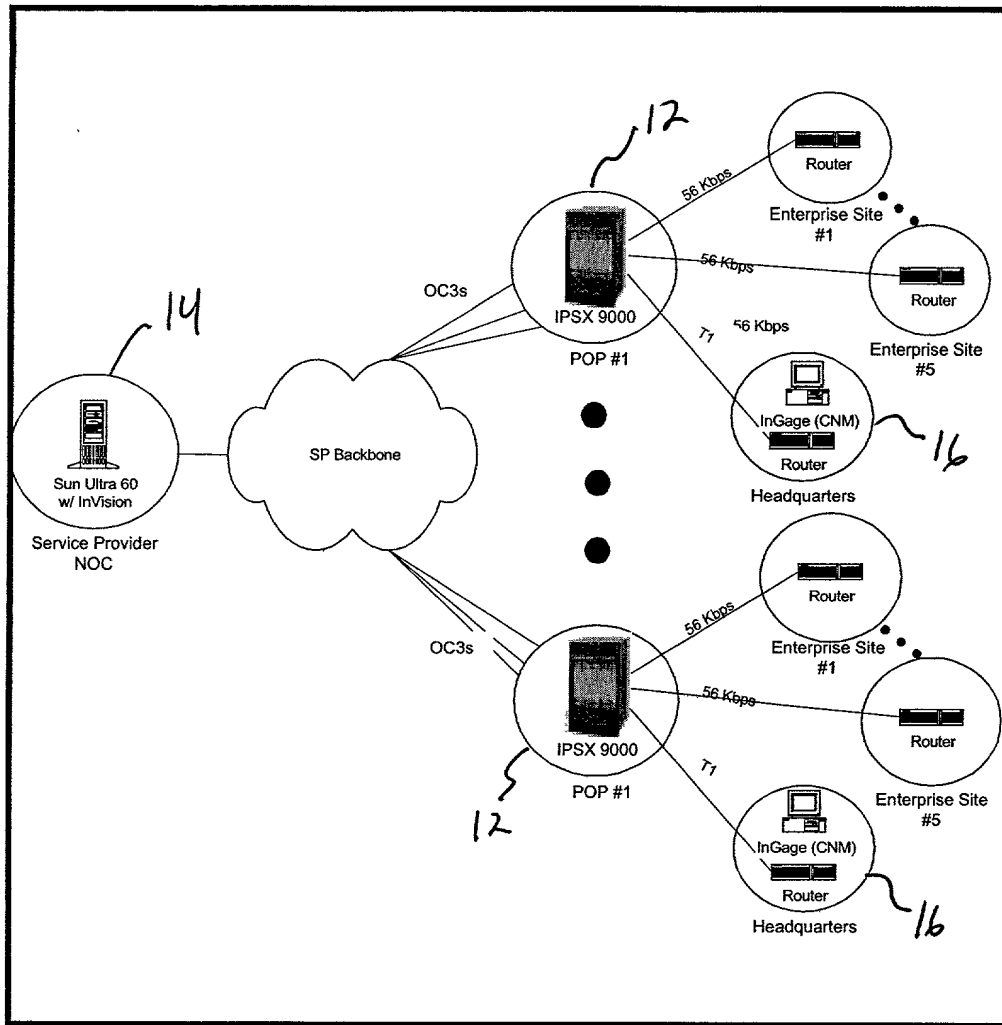 12
56 Kbps
Router
Enterprise Site
#1
14
OC3s
IPSX 9000
POP #1
56 Kbps
Router
Enterprise Site
#5
T1
56 Kbps
InGage (CNM)
Router
Headquarters
16
Sun Ultra 60
w/ InVision
Service Provider
NOC
SP Backbone
56 Kbps
Router
Enterprise Site
#1
OC3s
IPSX 9000
POP #1
12
56 Kbps
Router
Enterprise Site
#5
T1
InGage (CNM)
Router
Headquarters
16